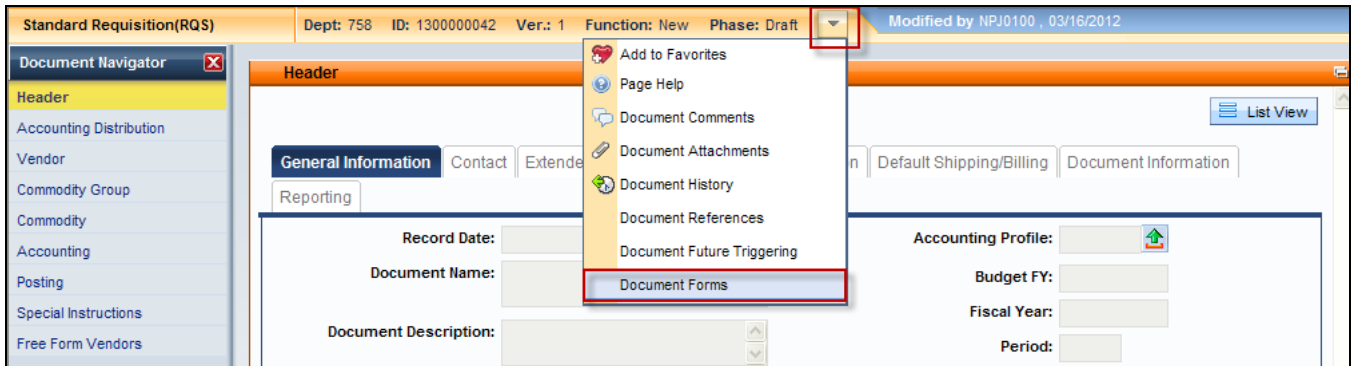 Standard Requisition(RQS) Dept: 758 ID: 1300000042 Ver.: 1 Function: New Phase: Draft Modified by NPJ0100 , 03/16/2012
Document Navigator
Header
Accounting Distribution
Vendor
Commodity Group
Commodity
Accounting
Posting
Special Instructions
Free Form Vendors
Add to Favorites
Page Help
Document Comments
Document Attachments
Document History
Document References
Document Future Triggering
Document Forms
Header
List View
General Information Contact Extende n Default Shipping/Billing Document Information
Reporting
Record Date: Accounting Profile:
Document Name: Budget FY:
Fiscal Year:
Document Description:
Period: